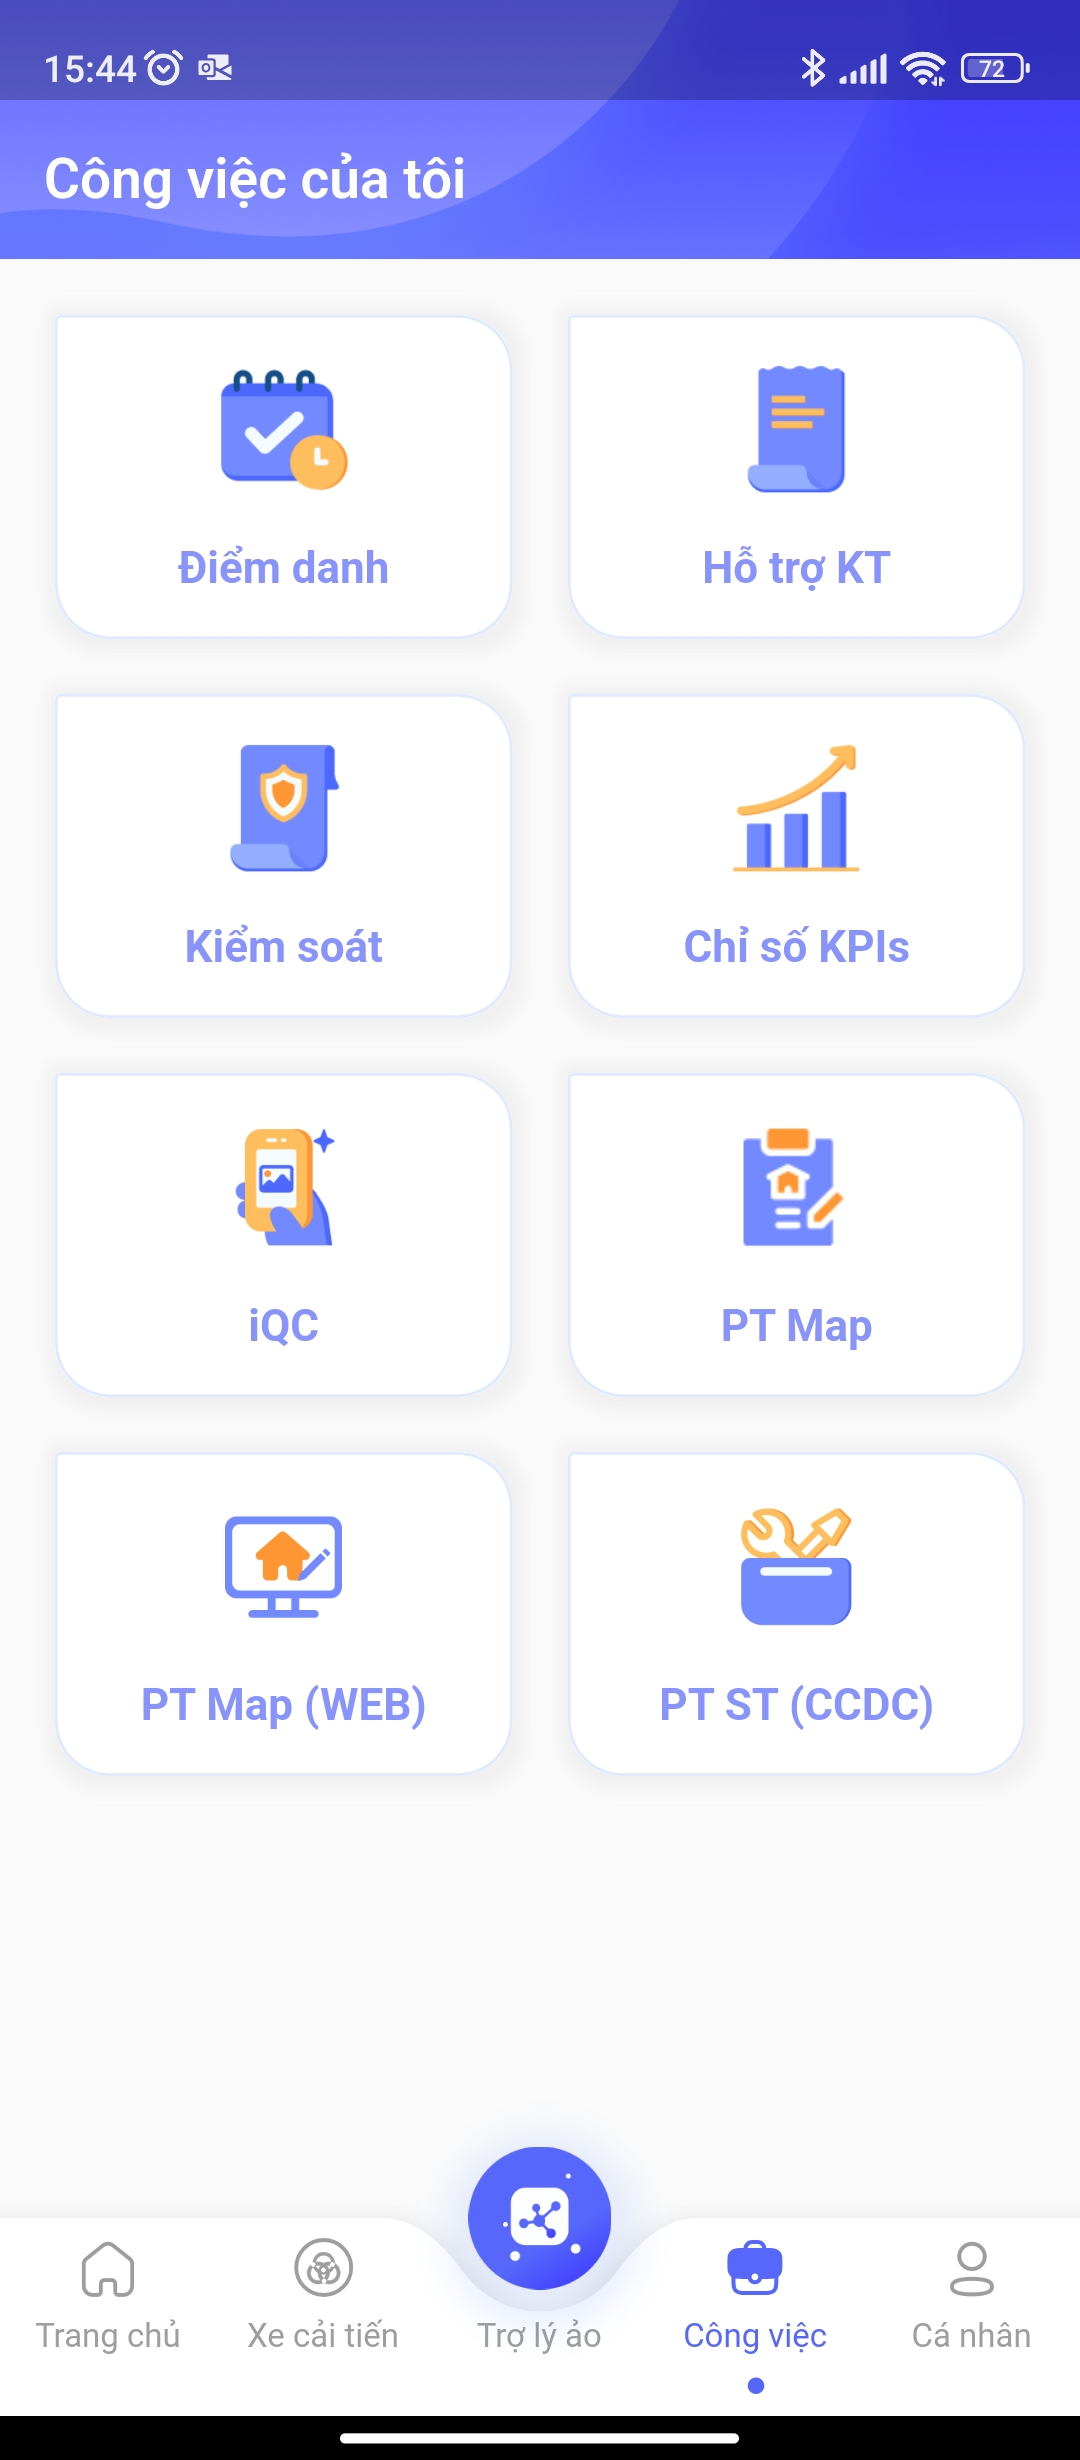 15:44
72
Công việc của tôi
Điểm danh
Hỗ trợ KT
Kiểm soát
Chỉ số KPIs
iQC
PT Map
PT Map (WEB)
PT ST (CCDC)
Trang chủ
Xe cải tiến
Trợ lý ảo
Công việc
Cá nhân